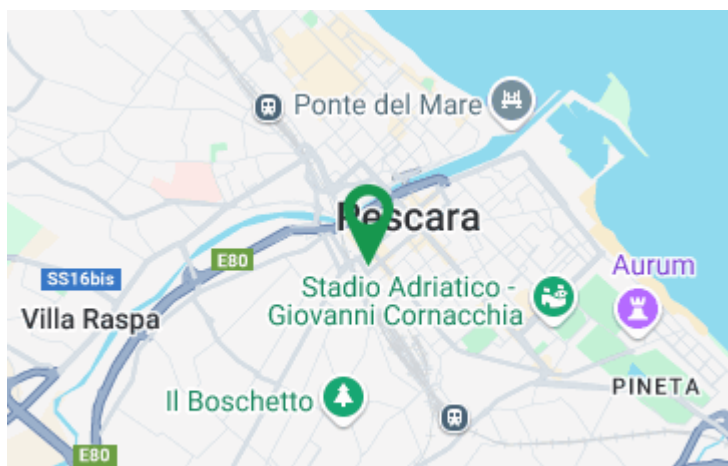 Ponte del Mare
Pescara
E80
SS16bis
Aurum
Stadio Adriatico -
Giovanni Cornacchia
Villa Raspa
PINETA
Il Boschetto
E80